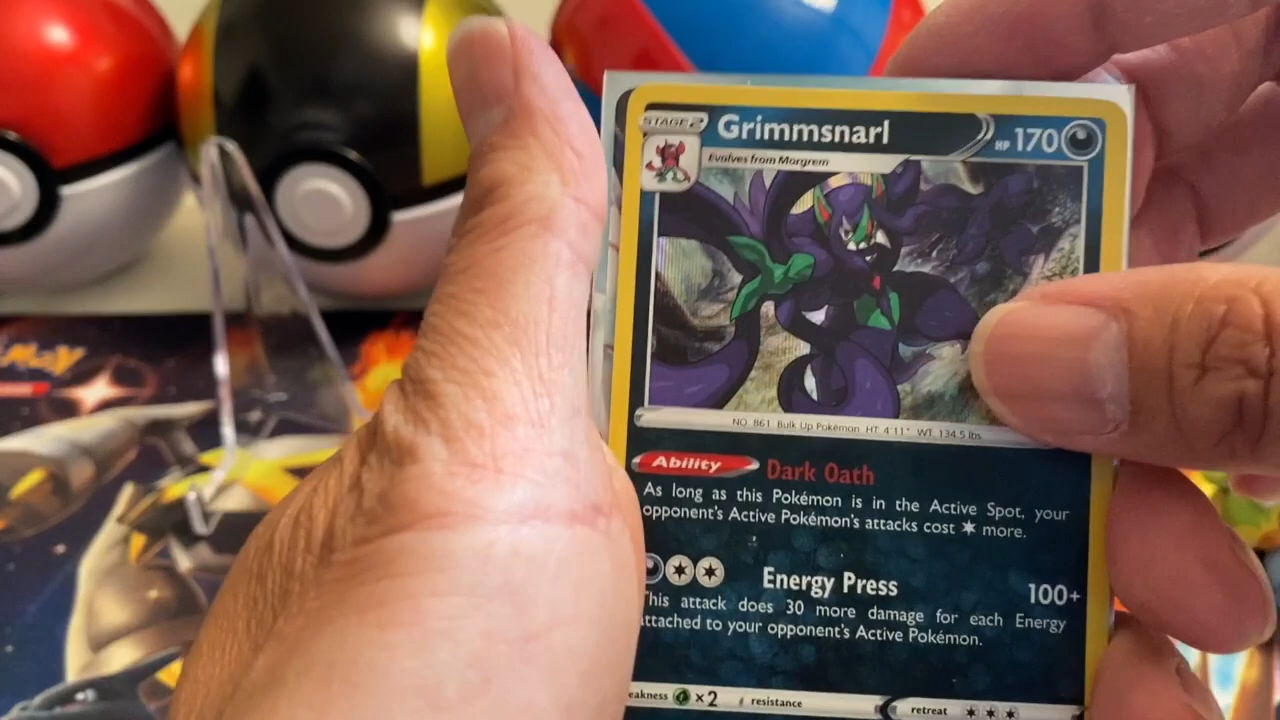 STAGE 2 Grimmsnarl HP 170
Evolves from Morgrem
NO. 861 Bulk Up Pokémon HT: 4'11" WT: 134.5 lbs.
Ability Dark Oath
As long as this Pokémon is in the Active Spot, your
opponent's Active Pokémon's attacks cost more.
Energy Press 100+
This attack does 30 more damage for each Energy
attached to your opponent's Active Pokémon.
eakness ×2 resistance retreat